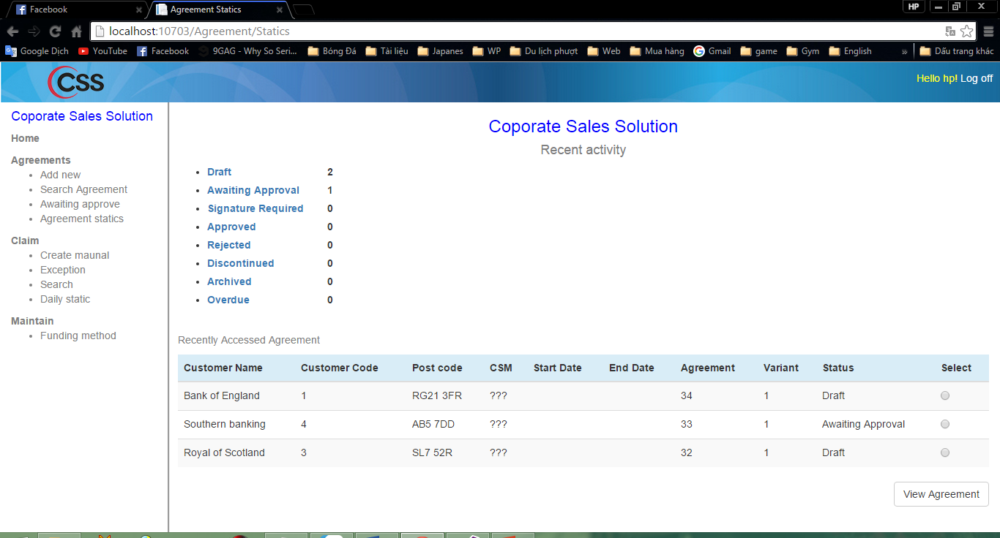 Facebook
Agreement Statics
HP
localhost:10703/Agreement/Statics
Google Dịch YouTube Facebook 9GAG - Why So Seri... Bóng Đá Tài liệu Japanes WP Du lịch phượt Web Mua hàng Gmail game Gym English » Dấu trang khác
CSS
Hello hp! Log off
Coporate Sales Solution
Home
Agreements
Add new
Search Agreement
Awaiting approve
Agreement statics
Claim
Create maunal
Exception
Search
Daily static
Maintain
Funding method
Coporate Sales Solution
Recent activity
Draft 2
Awaiting Approval 1
Signature Required 0
Approved 0
Rejected 0
Discontinued 0
Archived 0
Overdue 0
Recently Accessed Agreement
Customer Name Customer Code Post code CSM Start Date End Date Agreement Variant Status Select
Bank of England 1 RG21 3FR ??? 34 1 Draft
Southern banking 4 AB5 7DD ??? 33 1 Awaiting Approval
Royal of Scotland 3 SL7 52R ??? 32 1 Draft
View Agreement